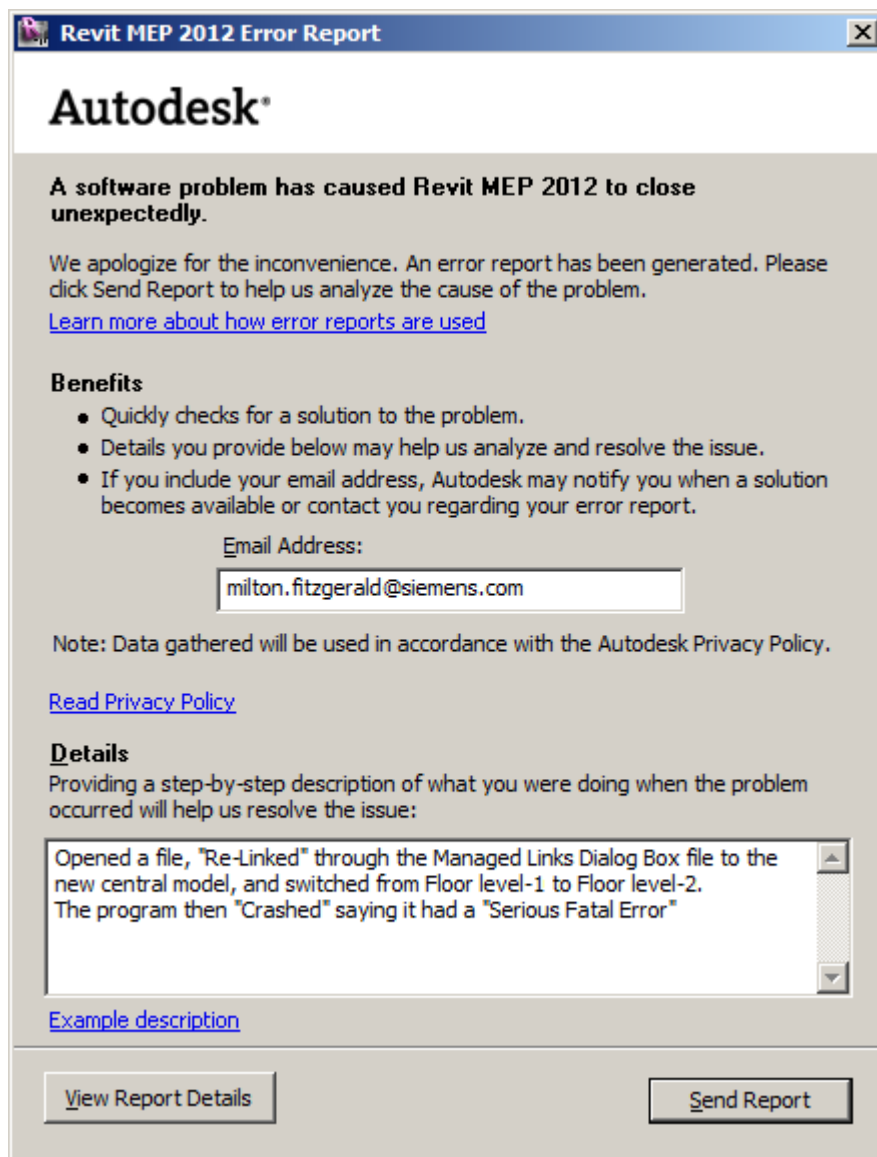 Revit MEP 2012 Error Report
Autodesk®
A software problem has caused Revit MEP 2012 to close
unexpectedly.
We apologize for the inconvenience. An error report has been generated. Please
click Send Report to help us analyze the cause of the problem.
Learn more about how error reports are used
Benefits
• Quickly checks for a solution to the problem.
• Details you provide below may help us analyze and resolve the issue.
• If you include your email address, Autodesk may notify you when a solution
becomes available or contact you regarding your error report.
Email Address:
milton.fitzgerald@siemens.com
Note: Data gathered will be used in accordance with the Autodesk Privacy Policy.
Read Privacy Policy
Details
Providing a step-by-step description of what you were doing when the problem
occurred will help us resolve the issue:
Opened a file, "Re-Linked" through the Managed Links Dialog Box file to the
new central model, and switched from Floor level-1 to Floor level-2.
The program then "Crashed" saying it had a "Serious Fatal Error"
Example description
View Report Details
Send Report